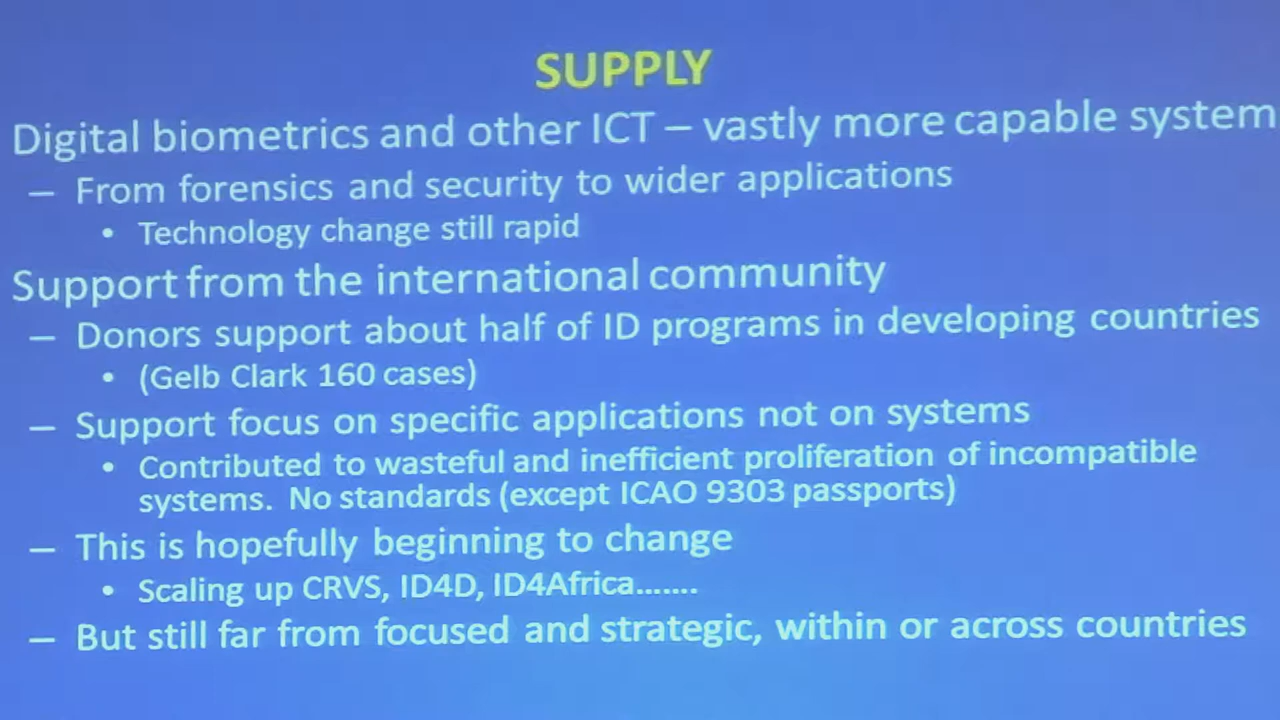 SUPPLY
Digital biometrics and other ICT – vastly more capable system
– From forensics and security to wider applications
• Technology change still rapid
Support from the international community
– Donors support about half of ID programs in developing countries
• (Gelb Clark 160 cases)
– Support focus on specific applications not on systems
• Contributed to wasteful and inefficient proliferation of incompatible
systems. No standards (except ICAO 9303 passports)
– This is hopefully beginning to change
• Scaling up CRVS, ID4D, ID4Africa…….
– But still far from focused and strategic, within or across countries